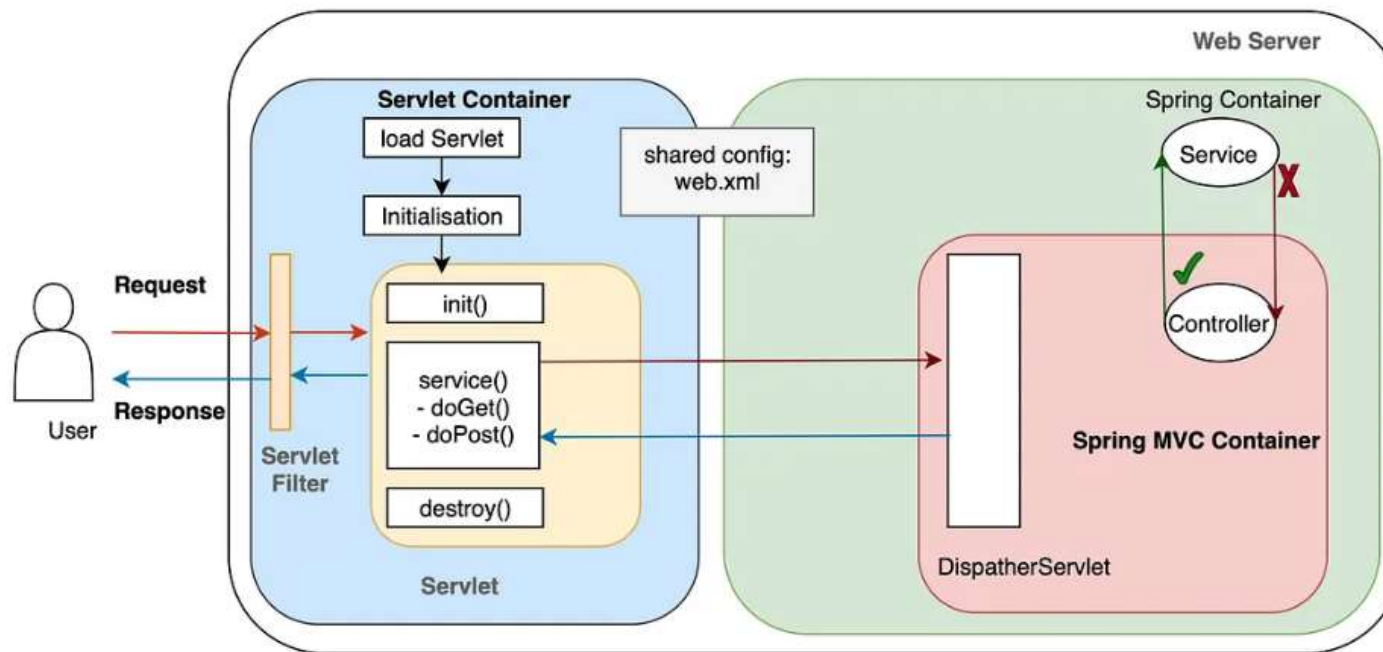 Web Server
Servlet Container
load Servlet
Initialisation
shared config:
web.xml
Spring Container
Service
X
Controller
Request
Response
User
Servlet
Filter
init()
service()
- doGet()
- doPost()
destroy()
Servlet
Spring MVC Container
DispatherServlet